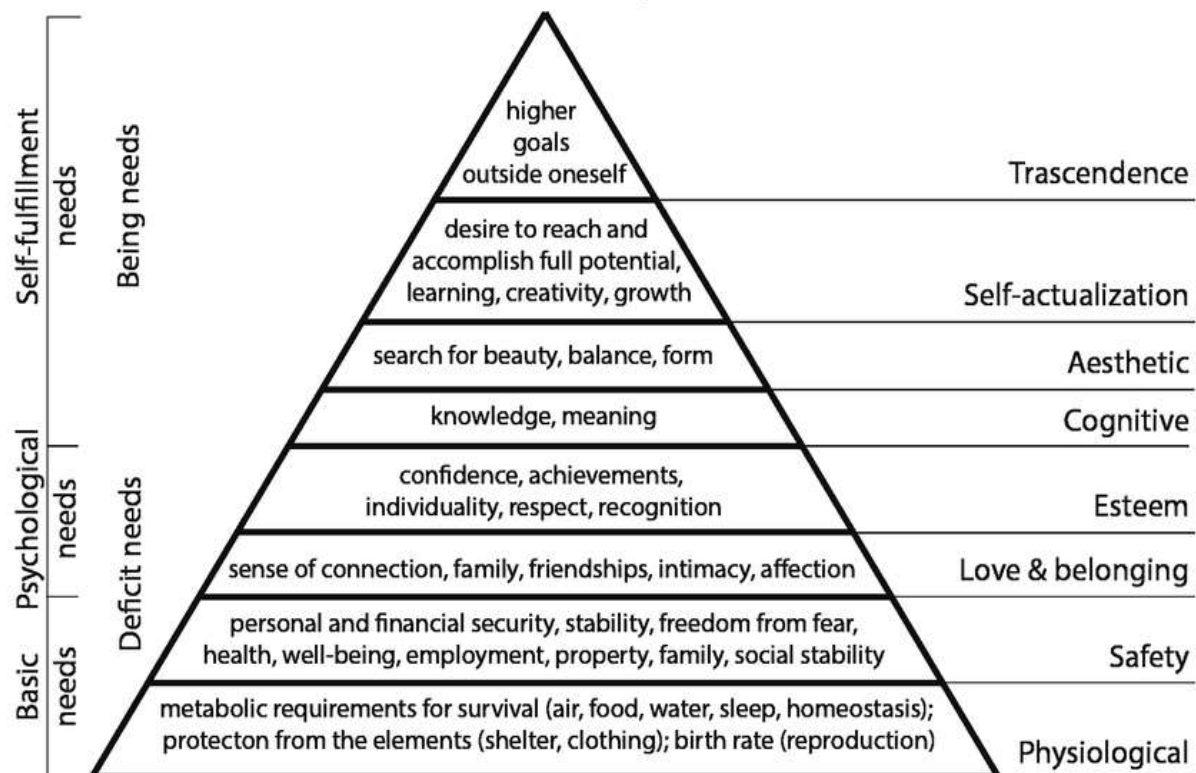 higher
goals
outside oneself
Trascendence
desire to reach and
accomplish full potential,
learning, creativity, growth
Self-actualization
search for beauty, balance, form
Aesthetic
knowledge, meaning
Cognitive
confidence, achievements,
individuality, respect, recognition
Esteem
sense of connection, family, friendships, intimacy, affection
Love & belonging
personal and financial security, stability, freedom from fear,
health, well-being, employment, property, family, social stability
Safety
metabolic requirements for survival (air, food, water, sleep, homeostasis);
protecton from the elements (shelter, clothing); birth rate (reproduction)
Physiological
Self-fulfillment
needs
Being needs
Psychological
needs
Deficit needs
Basic
needs